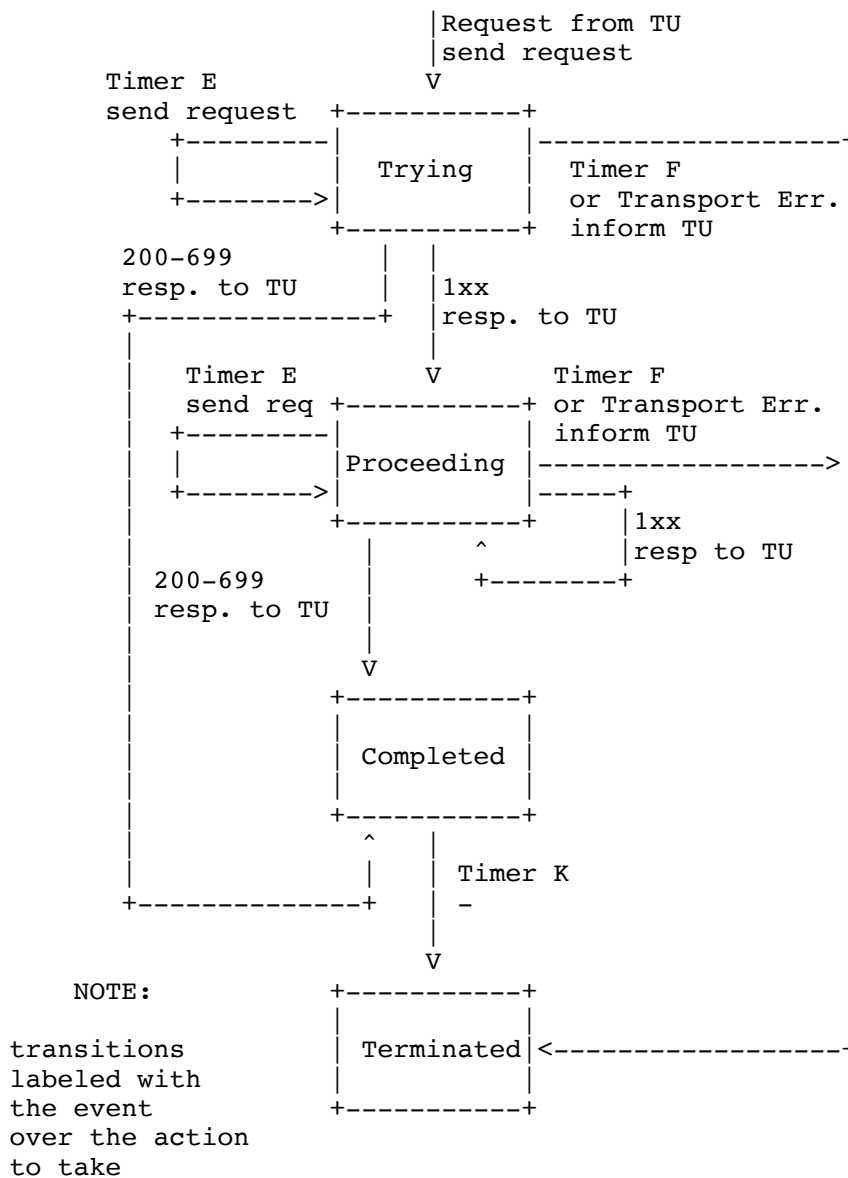 Request from TU
send request
Timer E
send request
Trying
Timer F
or Transport Err.
inform TU
200-699
resp. to TU
1xx
resp. to TU
Timer E
send req
Timer F
or Transport Err.
inform TU
Proceeding
1xx
resp to TU
200-699
resp. to TU
Completed
Timer K
-
NOTE:
transitions
labeled with
the event
over the action
to take
Terminated